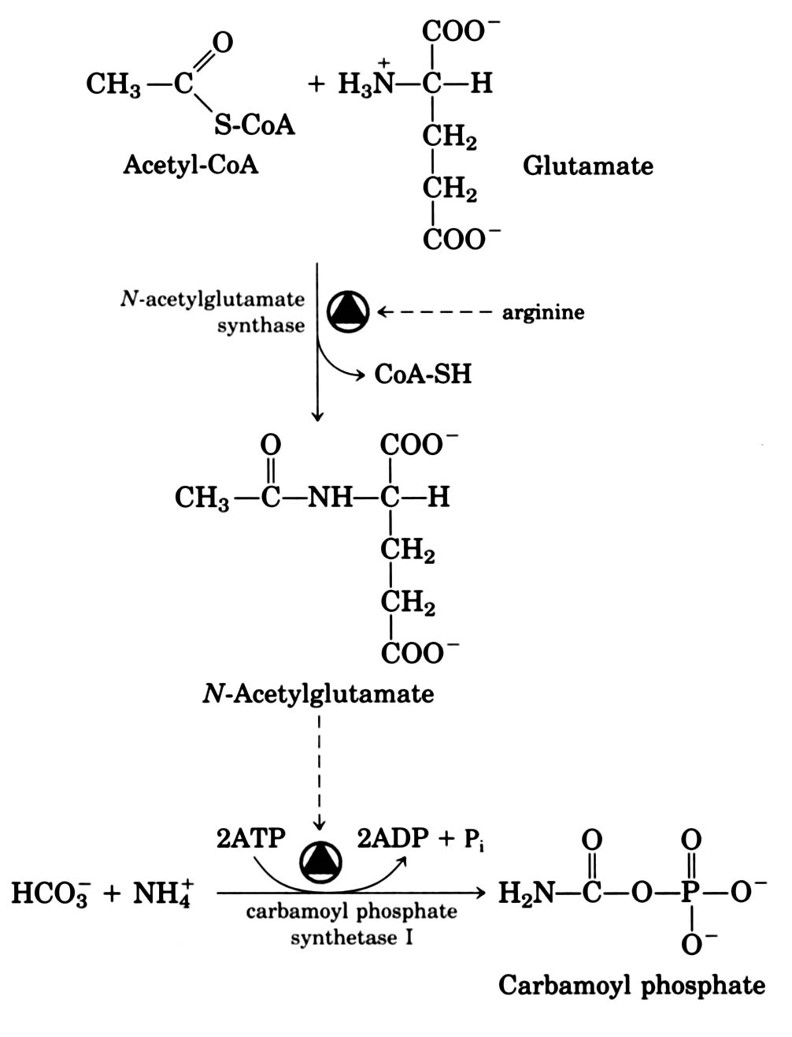 COO⁻
O
CH₃—C + H₃N⁺—C—H
S-CoA CH₂
Acetyl-CoA Glutamate
CH₂
COO⁻
N-acetylglutamate
synthase
arginine
CoA-SH
O COO⁻
CH₃—C—NH—C—H
CH₂
CH₂
COO⁻
N-Acetylglutamate
2ATP 2ADP + Pᵢ
O O
HCO₃⁻ + NH₄⁺ H₂N—C—O—P—O⁻
carbamoyl phosphate
synthetase I
O⁻
Carbamoyl phosphate